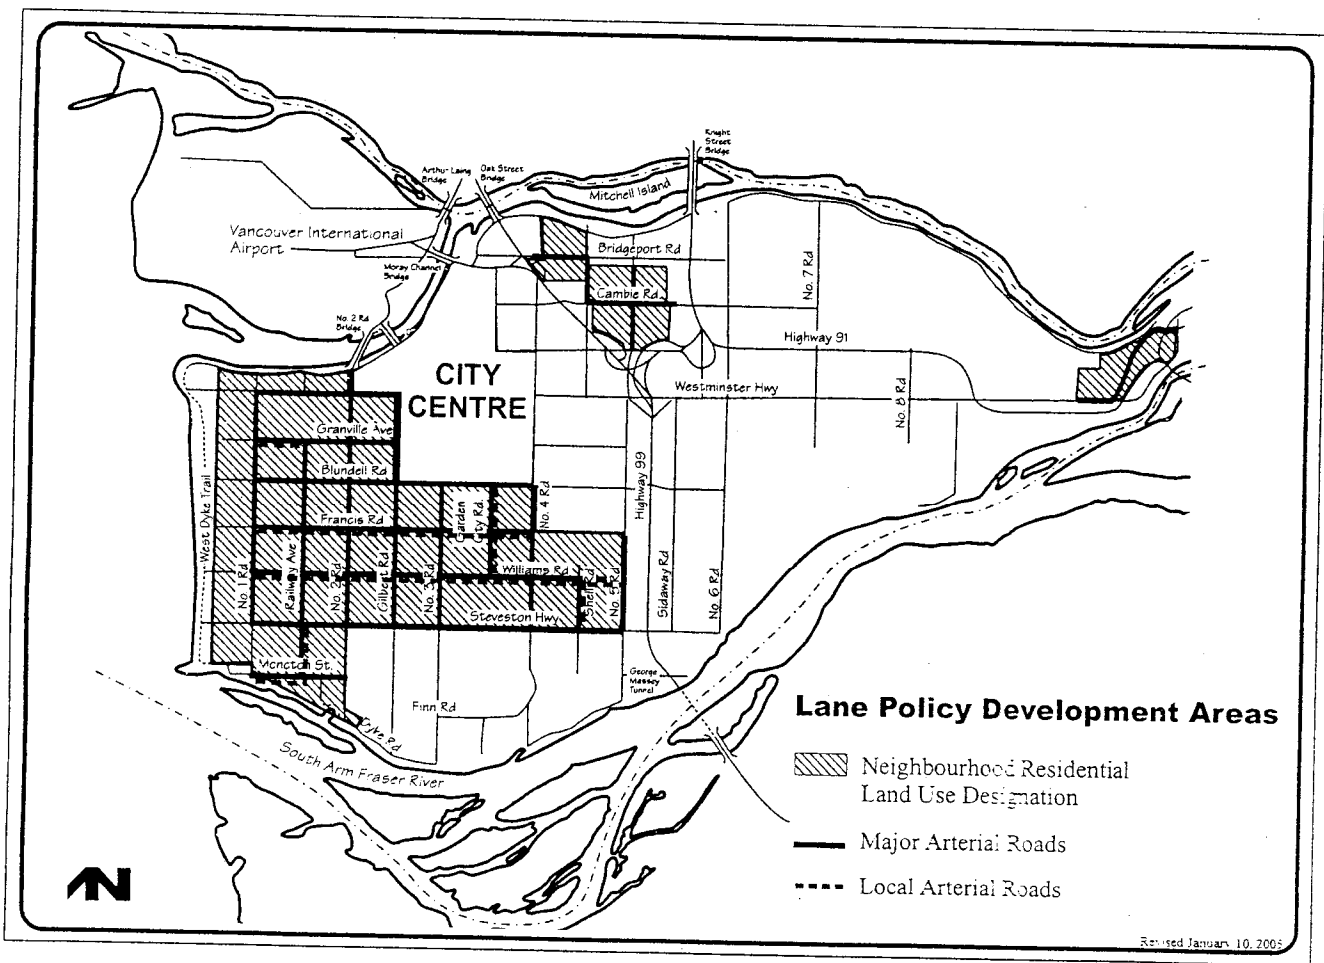 Knight
Street
Bridge
Arthur Laing
Bridge
Oak Street
Bridge
Mitchell Island
Vancouver International
Airport
Bridgeport Rd
Moray Channel
Bridge
No. 7 Rd
Cambie Rd
No. 2 Rd
Bridge
Highway 91
CITY
CENTRE
Westminster Hwy
No. 8 Rd
Granville Ave
Blundell Rd
West Dyke Trail
Francis Rd
Garden
City Rd.
No. 4 Rd
Highway 99
No. 1 Rd
Railway Ave
No. 2 Rd
Gilbert Rd
No. 3 Rd
Williams Rd
Shell Rd
No. 5 Rd
Sidaway Rd
No. 6 Rd
Steveston Hwy
Moncton St.
George
Massey
Tunnel
Finn Rd
Dyke Rd
South Arm Fraser River
Lane Policy Development Areas
Neighbourhood Residential
Land Use Designation
Major Arterial Roads
Local Arterial Roads
N
Revised January 10, 2005